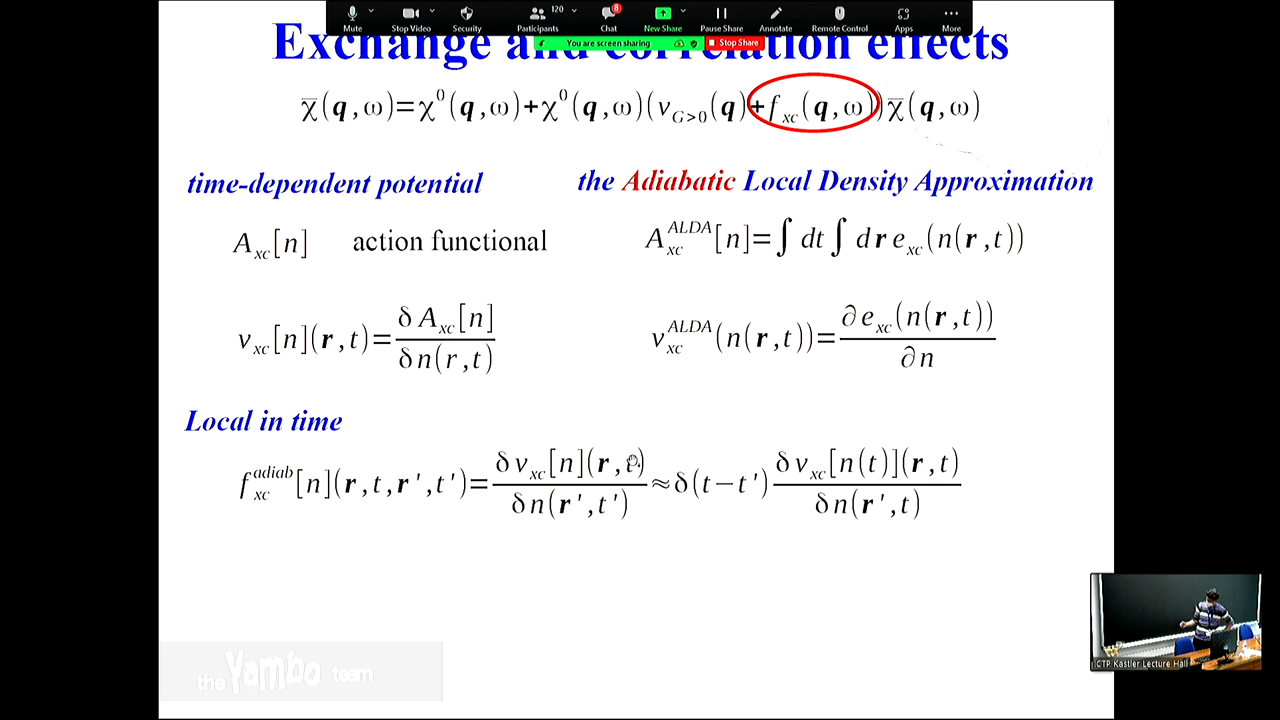 Mute Stop Video Security Participants 120 Chat 8 New Share Pause Share Annotate Remote Control Apps More
You are screen sharing Stop Share
Exchange and correlation effects
χ̅(q,ω)=χ⁰(q,ω)+χ⁰(q,ω)(v_{G>0}(q)+f_{xc}(q,ω))χ̅(q,ω)
time-dependent potential
the Adiabatic Local Density Approximation
A_{xc}[n] action functional
A_{xc}^{ALDA}[n]=∫ dt ∫ d r e_{xc}(n(r,t))
v_{xc}[n](r,t)=δA_{xc}[n]/δn(r,t)
v_{xc}^{ALDA}(n(r,t))=∂e_{xc}(n(r,t))/∂n
Local in time
f_{xc}^{adiab}[n](r,t,r',t')=δv_{xc}[n](r,t)/δn(r',t')≈δ(t−t')δv_{xc}[n(t)](r,t)/δn(r',t)
the Yambo team
CTP Kastler Lecture Hall